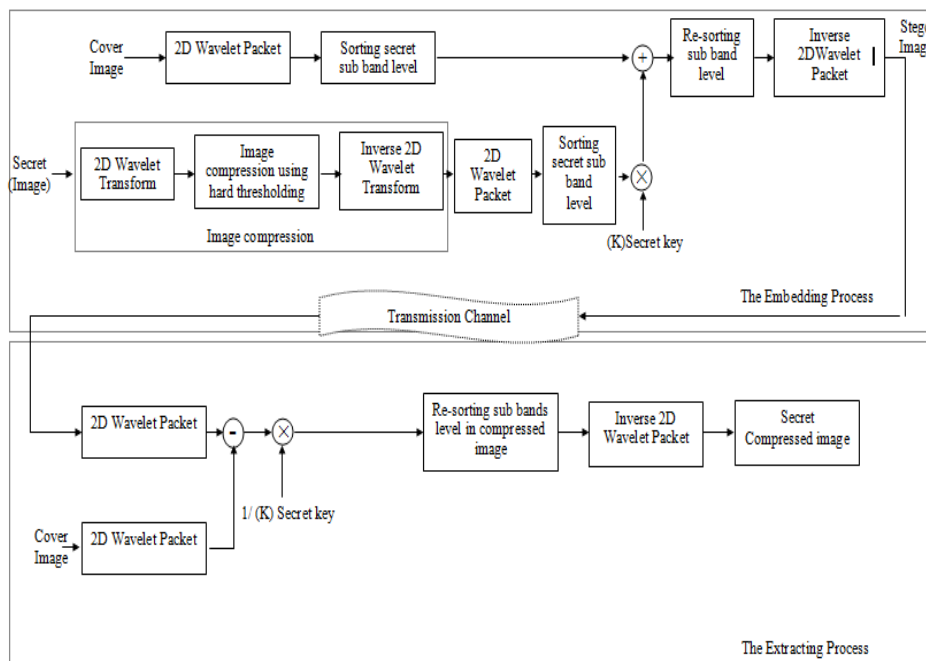 Cover
Image
2D Wavelet Packet
Sorting secret
sub band level
+
Re-sorting
sub band
level
Inverse
2DWavelet
Packet
Stego
Image
Secret
(Image)
2D Wavelet
Transform
Image
compression using
hard thresholding
Inverse 2D
Wavelet
Transform
Image compression
2D
Wavelet
Packet
Sorting
secret sub
band
level
×
(K)Secret key
The Embedding Process
Transmission Channel
2D Wavelet Packet
-
×
1/ (K) Secret key
Cover
Image
2D Wavelet Packet
Re-sorting sub bands
level in compressed
image
Inverse 2D
Wavelet Packet
Secret
Compressed image
The Extracting Process